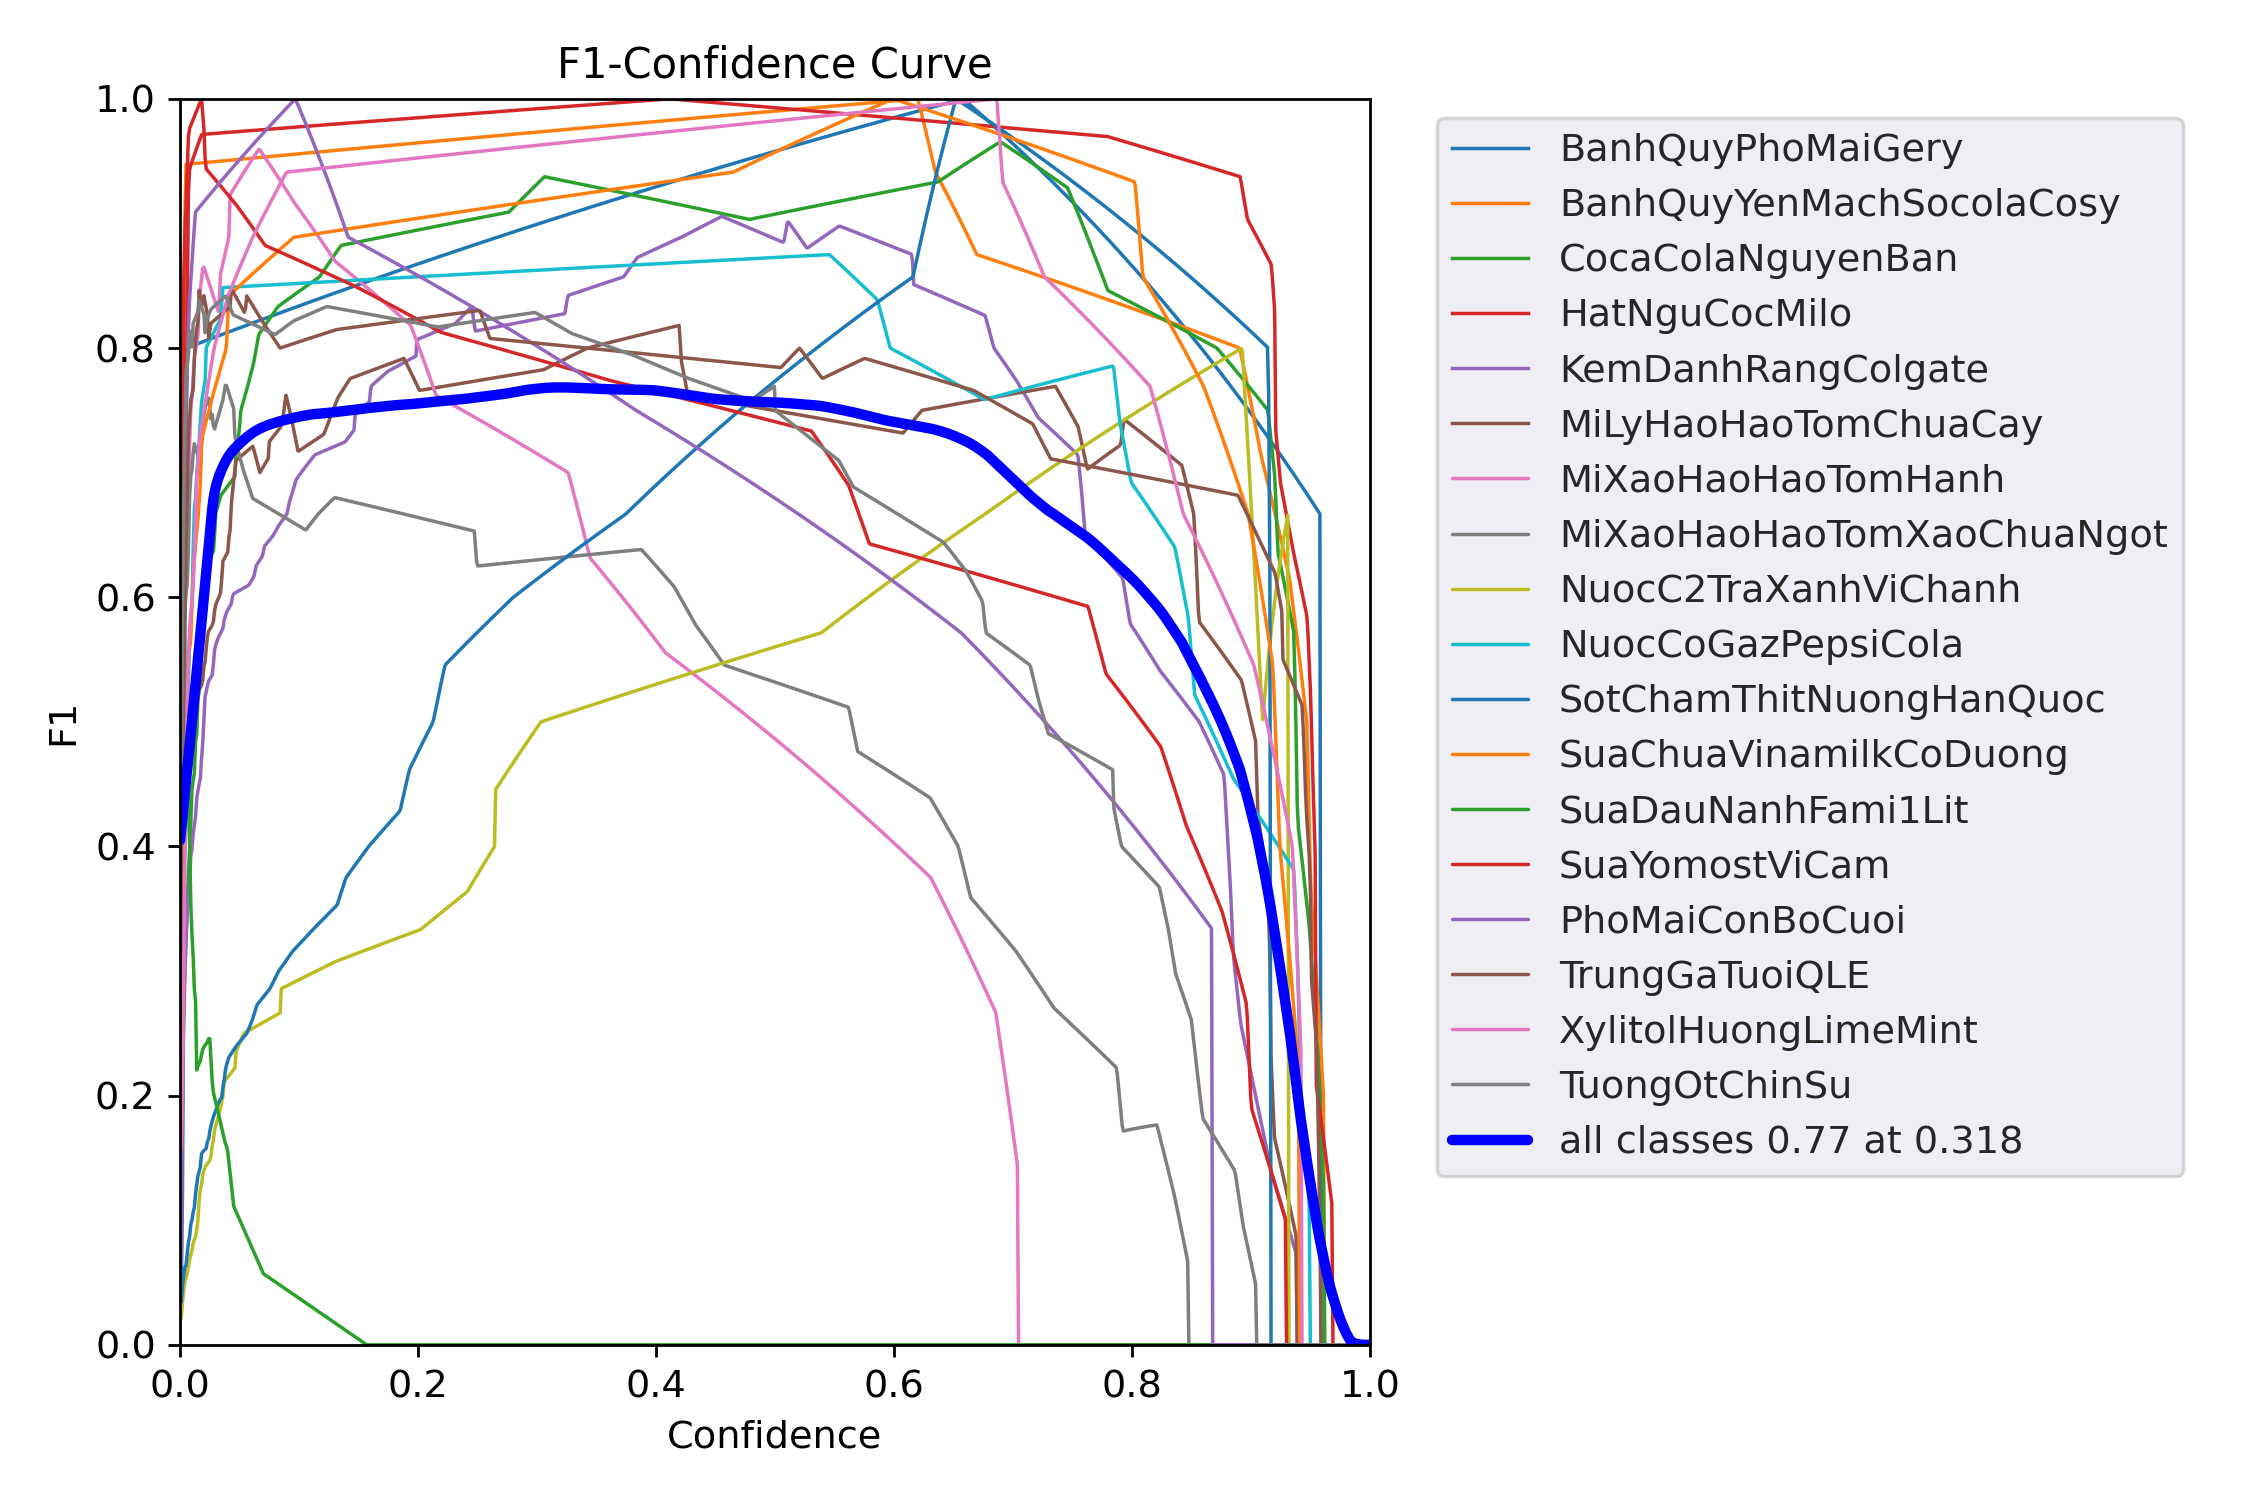 F1-Confidence Curve
1.0
0.8
0.6
0.4
0.2
0.0
F1
0.0 0.2 0.4 0.6 0.8 1.0
Confidence
BanhQuyPhoMaiGery
BanhQuyYenMachSocolaCosy
CocaColaNguyenBan
HatNguCocMilo
KemDanhRangColgate
MiLyHaoHaoTomChuaCay
MiXaoHaoHaoTomHanh
MiXaoHaoHaoTomXaoChuaNgot
NuocC2TraXanhViChanh
NuocCoGazPepsiCola
SotChamThitNuongHanQuoc
SuaChuaVinamilkCoDuong
SuaDauNanhFami1Lit
SuaYomostViCam
PhoMaiConBoCuoi
TrungGaTuoiQLE
XylitolHuongLimeMint
TuongOtChinSu
all classes 0.77 at 0.318